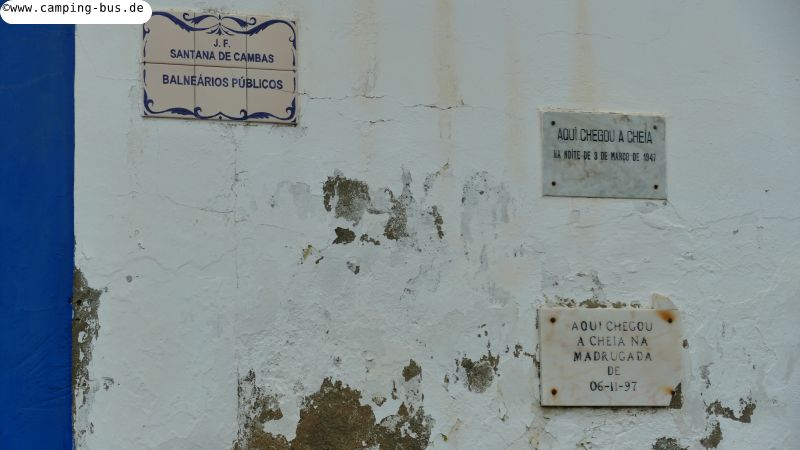 ©www.camping-bus.de
J. F.
SANTANA DE CAMBAS
BALNEÁRIOS PÚBLICOS
AQUI CHEGOU A CHEIA
NA NOITE DE 3 DE MARÇO DE 1947
AQUI CHEGOU
A CHEIA NA
MADRUGADA
DE
06-11-97